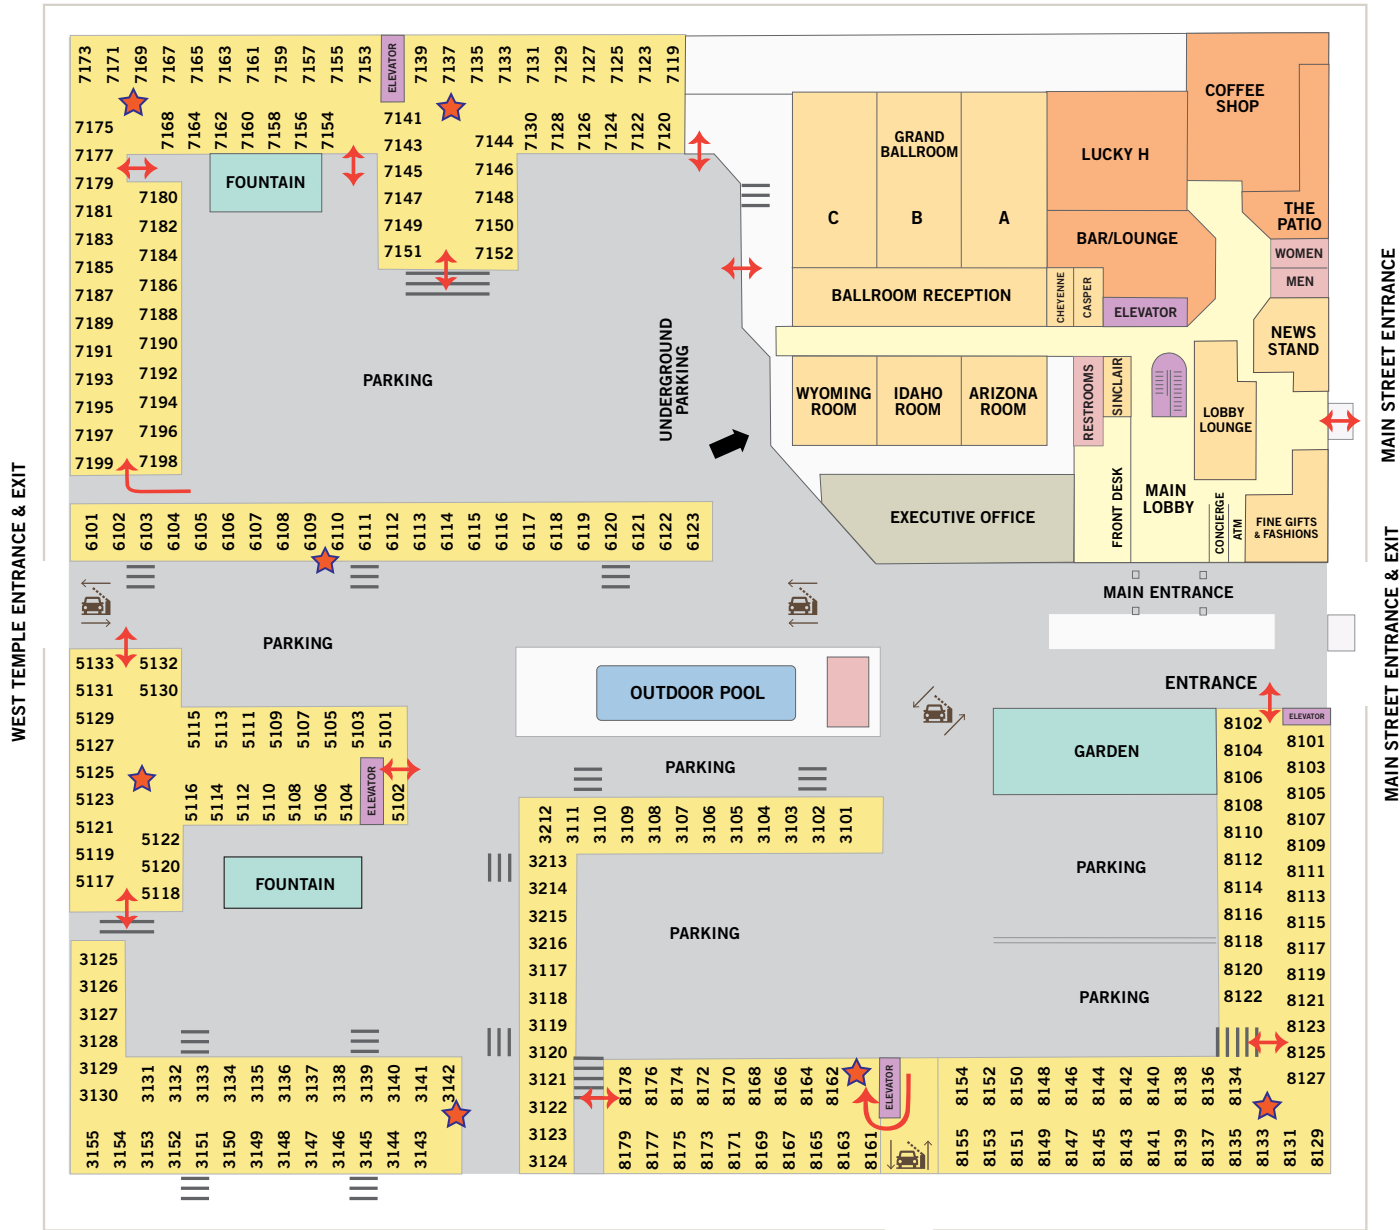 7173 7171 7169 7167 7165 7163 7161 7159 7157 7155 7153 ELEVATOR 7139 7137 7135 7133 7131 7129 7127 7125 7123 7119
7175 7168 7164 7162 7160 7158 7156 7154 7141 7144 7130 7128 7126 7124 7122 7120
7177 7143 7146
7179 7145 7148
7180 7147 7150
7181 7149 7152
7182 7151
7183
7184
7185
7186
7187
7188
7189
7190
7191
7192
7193
7194
7195
7196
7197
7198
7199
FOUNTAIN
PARKING
UNDERGROUND
PARKING
COFFEE
SHOP
GRAND
BALLROOM
LUCKY H
C B A
THE
PATIO
BAR/LOUNGE
WOMEN
MEN
BALLROOM RECEPTION
CHEYENNE
CASPER
ELEVATOR
NEWS
STAND
WYOMING
ROOM
IDAHO
ROOM
ARIZONA
ROOM
RESTROOMS
SINCLAIR
LOBBY
LOUNGE
MAIN STREET ENTRANCE
EXECUTIVE OFFICE
FRONT DESK
MAIN
LOBBY
CONCIERGE
ATM
FINE GIFTS
& FASHIONS
6101 6102 6103 6104 6105 6106 6107 6108 6109 6110 6111 6112 6113 6114 6115 6116 6117 6118 6119 6120 6121 6122 6123
WEST TEMPLE ENTRANCE & EXIT
MAIN STREET ENTRANCE & EXIT
MAIN ENTRANCE
PARKING
ENTRANCE
OUTDOOR POOL
PARKING
5133 5132
5131 5130
5129
5127
5125
5123
5121
5119
5117
5115 5113 5111 5109 5107 5105 5103 5101
5116 5114 5112 5110 5108 5106 5104 ELEVATOR 5102
5122
5120
5118
FOUNTAIN
GARDEN
PARKING
PARKING
ELEVATOR
8102 8101
8104 8103
8106 8105
8108 8107
8110 8109
8112 8111
8114 8113
8116 8115
8118 8117
8120 8119
8122 8121
8123
8125
8127
3212 3111 3110 3109 3108 3107 3106 3105 3104 3103 3102 3101
3213
3214
3215
3216
3117
3118
3119
3120
3121
3122
3123
3124
PARKING
3125
3126
3127
3128
3129
3130
3131 3132 3133 3134 3135 3136 3137 3138 3139 3140 3141 3142
3155 3154 3153 3152 3151 3150 3149 3148 3147 3146 3145 3144 3143
8178 8176 8174 8172 8170 8168 8166 8164 8162 ELEVATOR 8154 8152 8150 8148 8146 8144 8142 8140 8138 8136 8134
8179 8177 8175 8173 8171 8169 8167 8165 8163 8161 8155 8153 8151 8149 8147 8145 8143 8141 8139 8137 8135 8133 8131 8129